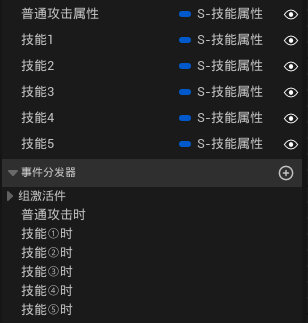 普通攻击属性 S-技能属性
技能1 S-技能属性
技能2 S-技能属性
技能3 S-技能属性
技能4 S-技能属性
技能5 S-技能属性
事件分发器
组激活件
普通攻击时
技能①时
技能②时
技能③时
技能④时
技能⑤时